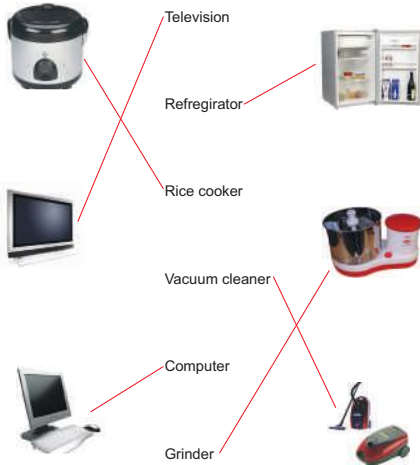 Television
Refregirator
Rice cooker
Vacuum cleaner
Computer
Grinder